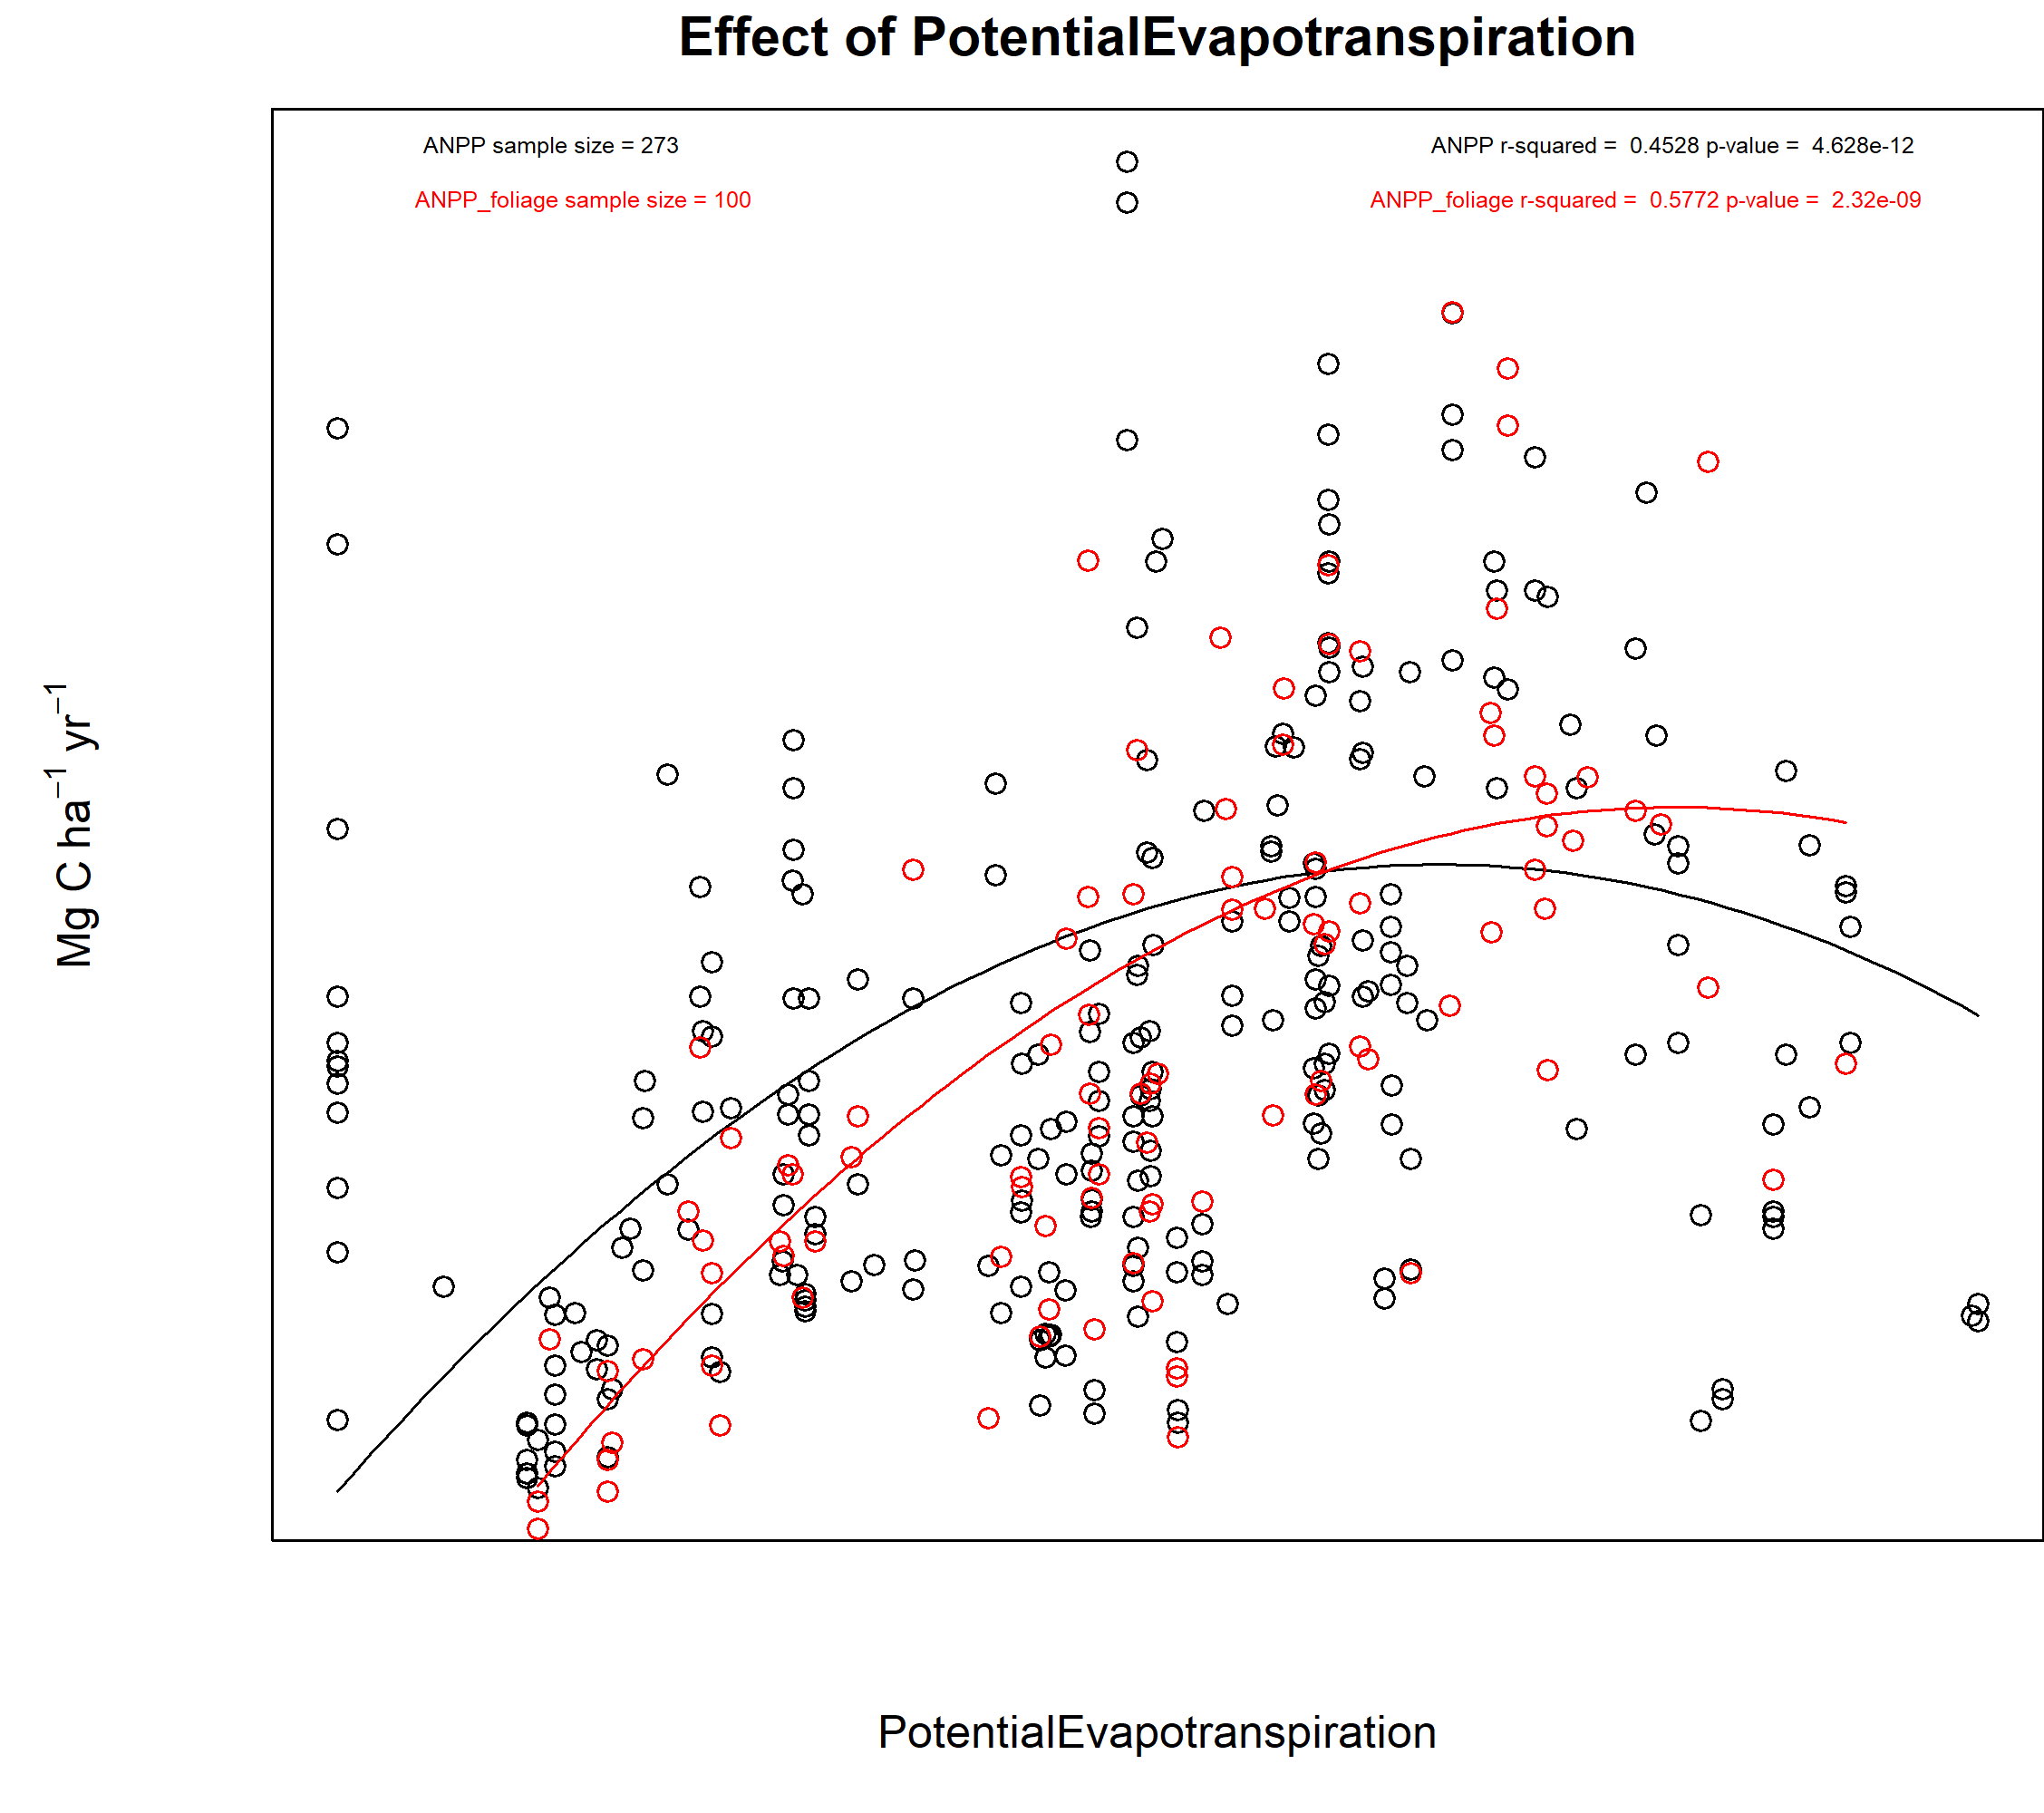 Effect of PotentialEvapotranspiration
ANPP sample size = 273
ANPP r-squared = 0.4528 p-value = 4.628e-12
ANPP_foliage sample size = 100
ANPP_foliage r-squared = 0.5772 p-value = 2.32e-09
Mg C ha⁻¹ yr⁻¹
PotentialEvapotranspiration